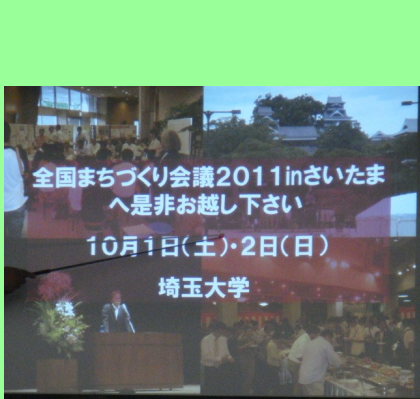 全国まちづくり会議2011inさいたま
へ是非お越し下さい
10月1日(土)・2日(日)
埼玉大学